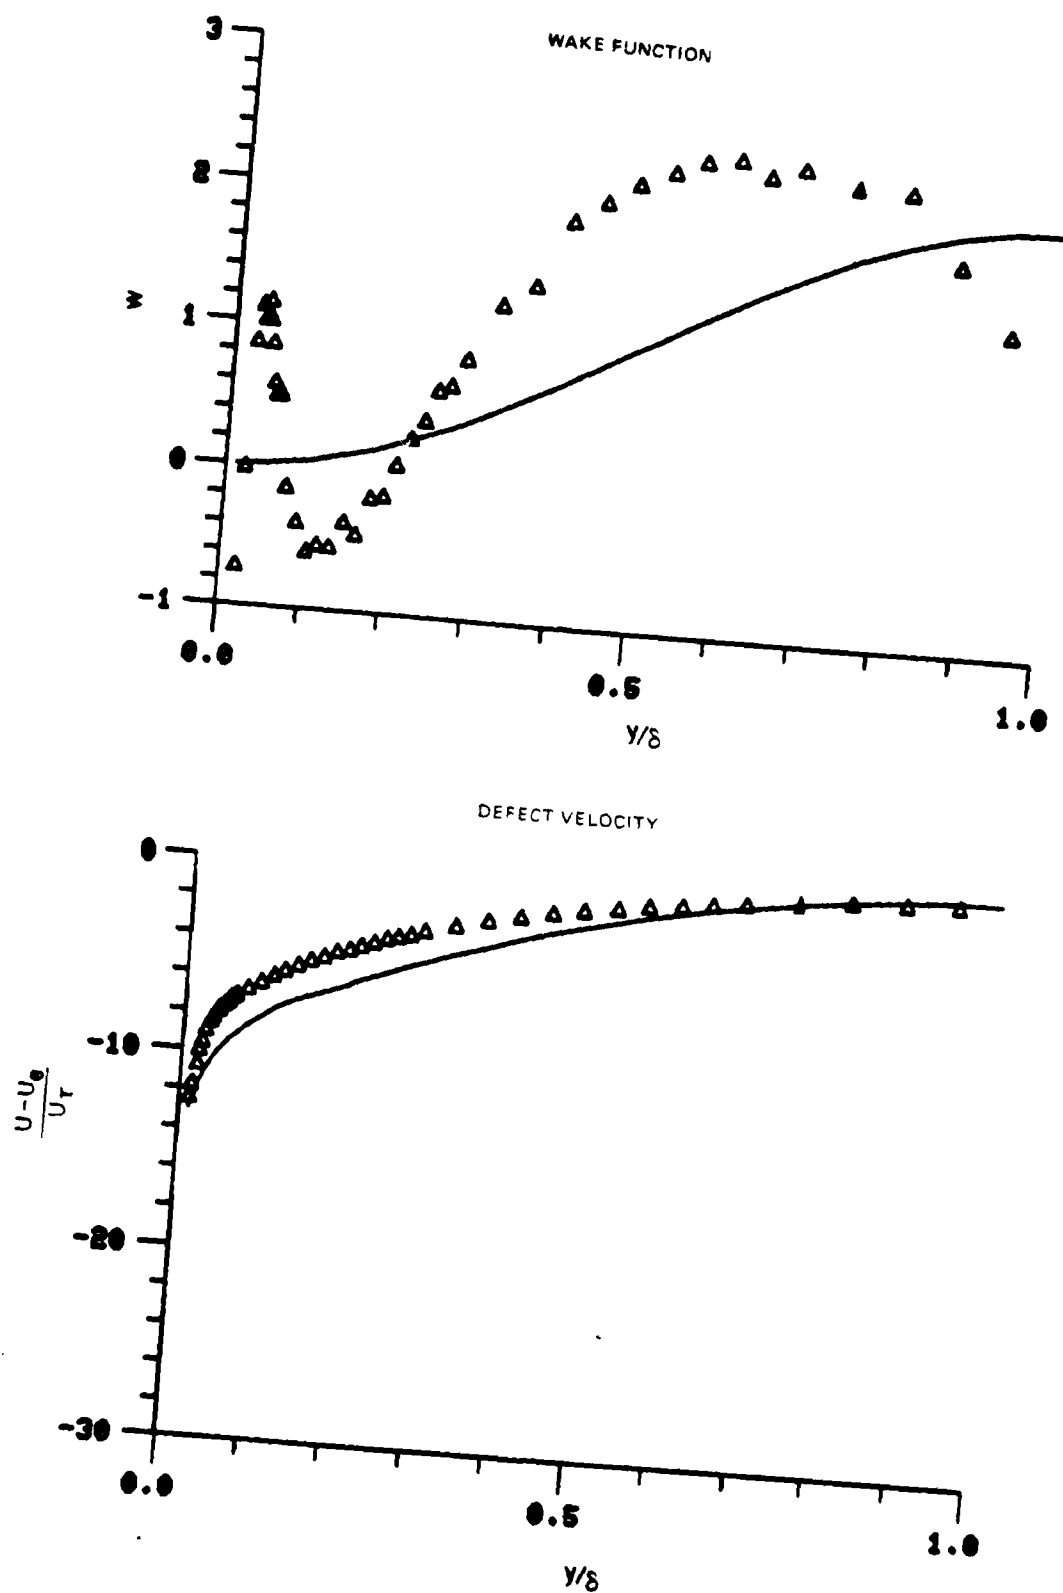 WAKE FUNCTION
3
2
1
0
-1
W
0.0
0.5
1.0
y/δ
DEFECT VELOCITY
0
-10
-20
-30
U-Ue
Uτ
0.0
0.5
1.0
y/δ